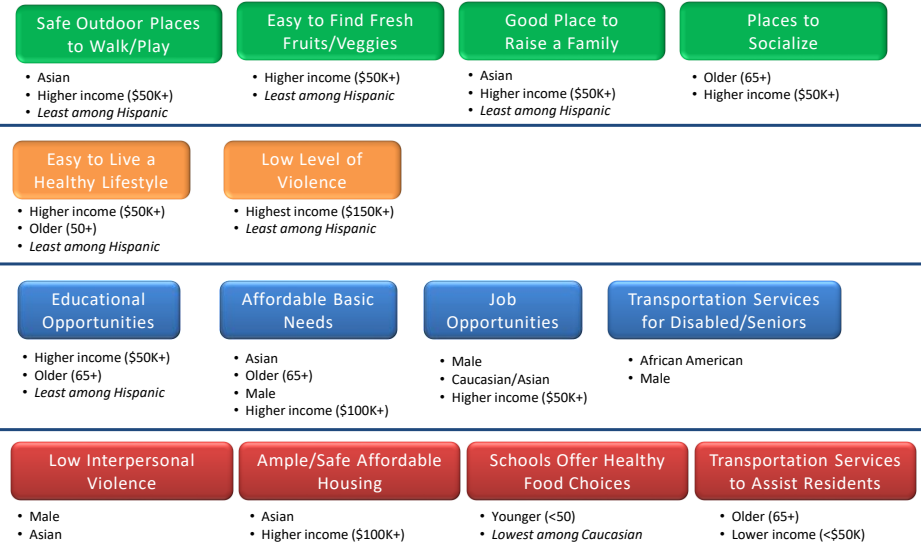 Safe Outdoor Places
to Walk/Play
• Asian
• Higher income ($50K+)
• Least among Hispanic
Easy to Find Fresh
Fruits/Veggies
• Higher income ($50K+)
• Least among Hispanic
Good Place to
Raise a Family
• Asian
• Higher income ($50K+)
• Least among Hispanic
Places to
Socialize
• Older (65+)
• Higher income ($50K+)
Easy to Live a
Healthy Lifestyle
• Higher income ($50K+)
• Older (50+)
• Least among Hispanic
Low Level of
Violence
• Highest income ($150K+)
• Least among Hispanic
Educational
Opportunities
• Higher income ($50K+)
• Older (65+)
• Least among Hispanic
Affordable Basic
Needs
• Asian
• Older (65+)
• Male
• Higher income ($100K+)
Job
Opportunities
• Male
• Caucasian/Asian
• Higher income ($50K+)
Transportation Services
for Disabled/Seniors
• African American
• Male
Low Interpersonal
Violence
• Male
• Asian
Ample/Safe Affordable
Housing
• Asian
• Higher income ($100K+)
Schools Offer Healthy
Food Choices
• Younger (<50)
• Lowest among Caucasian
Transportation Services
to Assist Residents
• Older (65+)
• Lower income (<$50K)